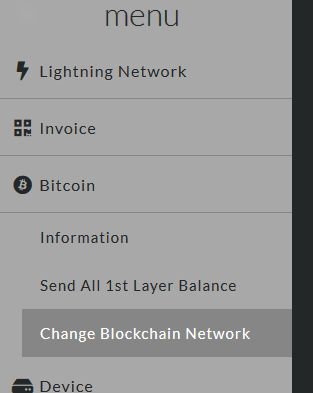 menu
Lightning Network
Invoice
Bitcoin
Information
Send All 1st Layer Balance
Change Blockchain Network
Device